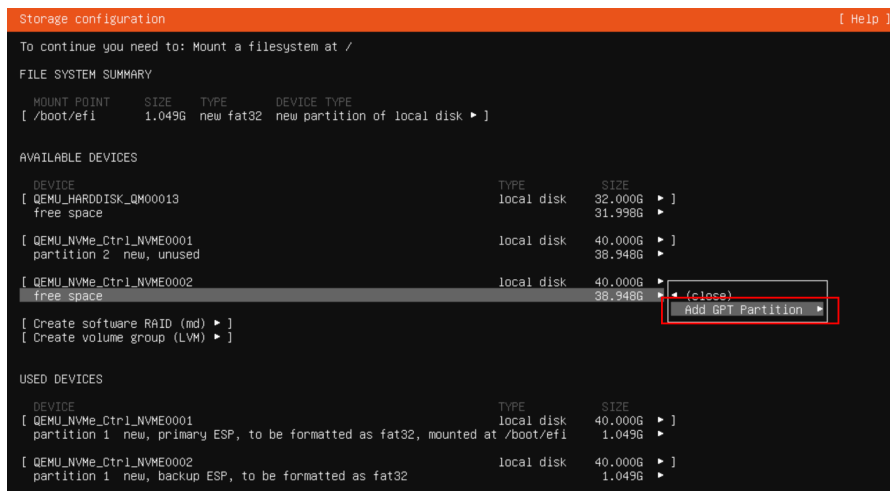 Storage configuration [ Help ]
To continue you need to: Mount a filesystem at /
FILE SYSTEM SUMMARY
MOUNT POINT SIZE TYPE DEVICE TYPE
[ /boot/efi 1.049G new fat32 new partition of local disk ▸ ]
AVAILABLE DEVICES
DEVICE TYPE SIZE
[ QEMU_HARDDISK_QM00013 local disk 32.000G ▸ ]
free space 31.998G ▸
[ QEMU_NVMe_Ctrl_NVME0001 local disk 40.000G ▸ ]
partition 2 new, unused 38.948G ▸
[ QEMU_NVMe_Ctrl_NVME0002 local disk 40.000G ▸
free space 38.948G ▸ ◂ (close)
Add GPT Partition ▸
[ Create software RAID (md) ▸ ]
[ Create volume group (LVM) ▸ ]
USED DEVICES
DEVICE TYPE SIZE
[ QEMU_NVMe_Ctrl_NVME0001 local disk 40.000G ▸ ]
partition 1 new, primary ESP, to be formatted as fat32, mounted at /boot/efi 1.049G ▸
[ QEMU_NVMe_Ctrl_NVME0002 local disk 40.000G ▸ ]
partition 1 new, backup ESP, to be formatted as fat32 1.049G ▸